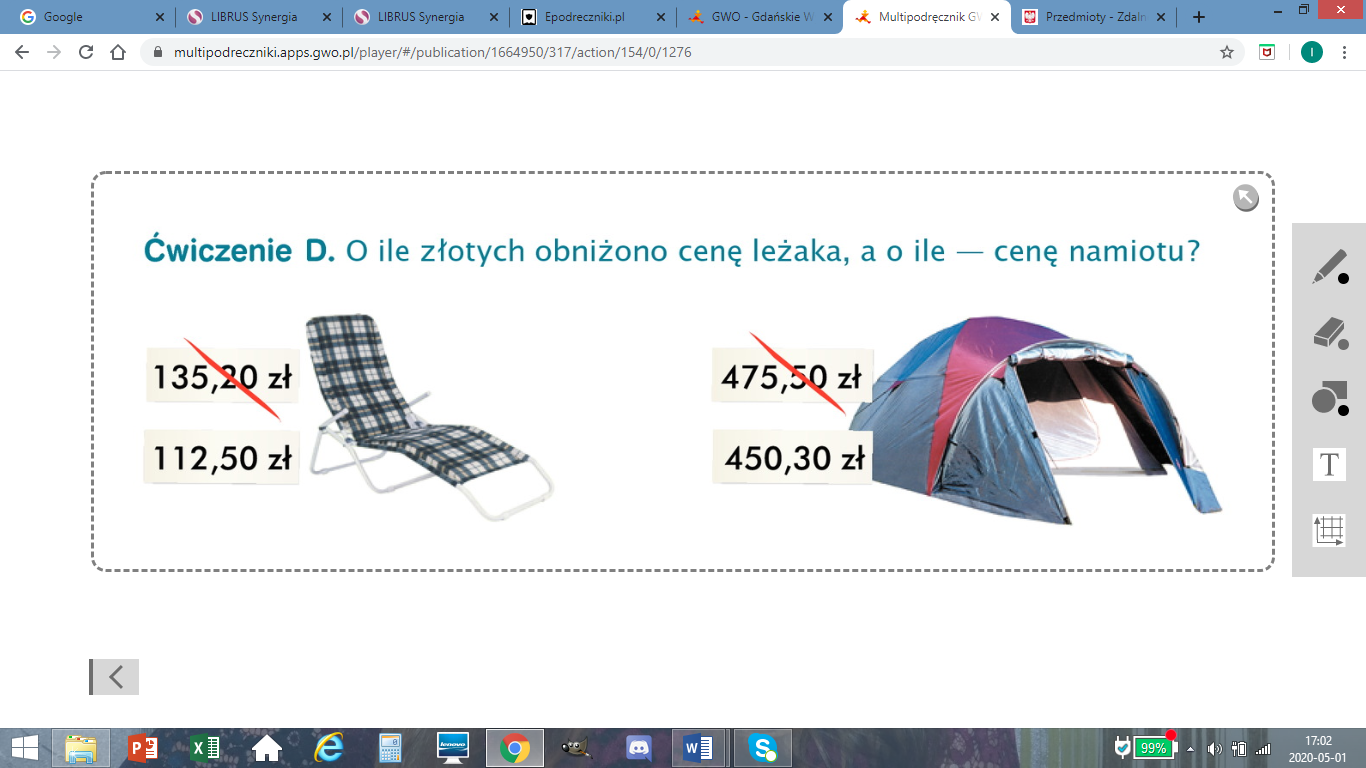 Google
LIBRUS Synergia
LIBRUS Synergia
Epodreczniki.pl
GWO - Gdańskie W
Multipodręcznik GW
Przedmioty - Zdaln
multipodreczniki.apps.gwo.pl/player/#/publication/1664950/317/action/154/0/1276
I
Ćwiczenie D. O ile złotych obniżono cenę leżaka, a o ile — cenę namiotu?
135,20 zł
112,50 zł
475,50 zł
450,30 zł
T
lenovo
99%
17:02
2020-05-01